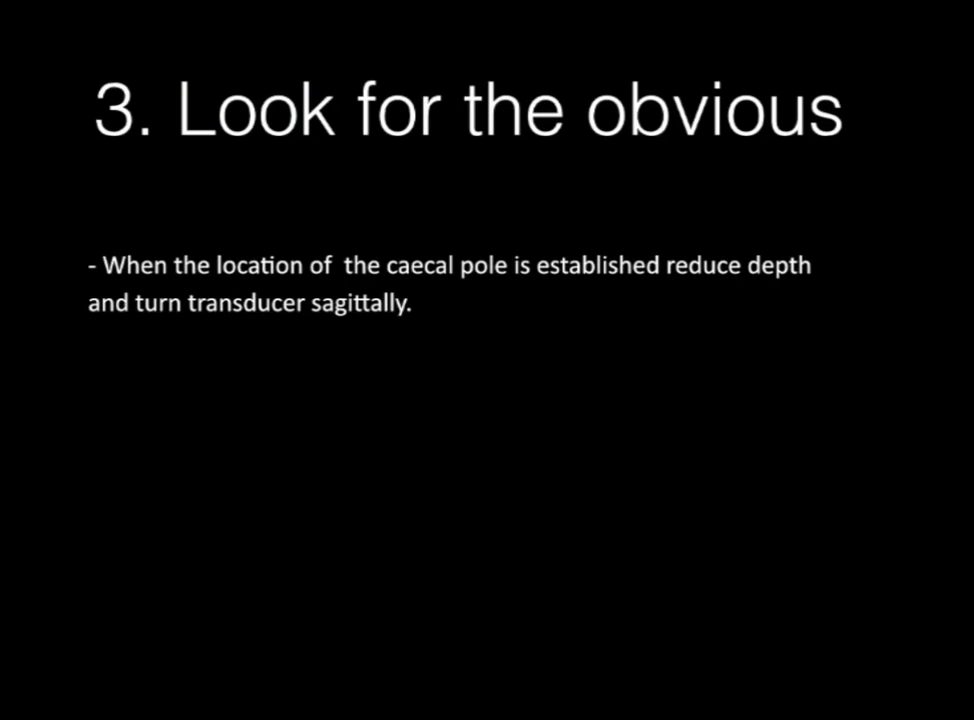 3. Look for the obvious
- When the location of  the caecal pole is established reduce depth
and turn transducer sagittally.